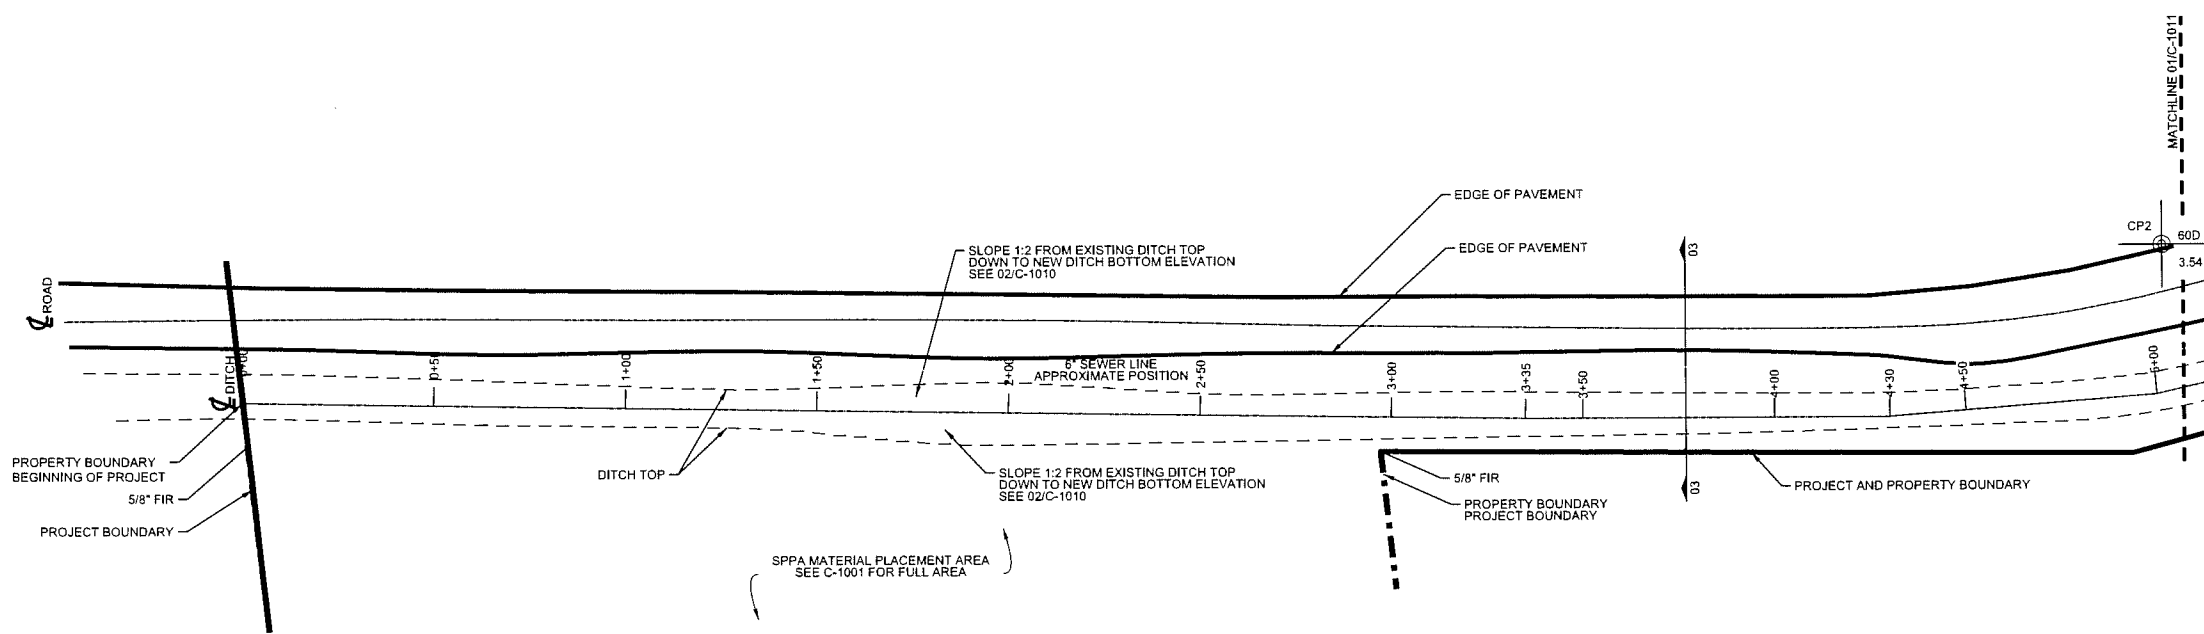 MATCHLINE 01/C-1011
EDGE OF PAVEMENT
CP2
60D
3.54
EDGE OF PAVEMENT
03
SLOPE 1:2 FROM EXISTING DITCH TOP
DOWN TO NEW DITCH BOTTOM ELEVATION
SEE 02/C-1010
ROAD
DITCH
0+00
0+50
1+00
1+50
2+00
6" SEWER LINE
APPROXIMATE POSITION
2+50
3+00
3+35
3+50
4+00
4+30
4+50
5+00
PROPERTY BOUNDARY
BEGINNING OF PROJECT
5/8" FIR
PROJECT BOUNDARY
DITCH TOP
SLOPE 1:2 FROM EXISTING DITCH TOP
DOWN TO NEW DITCH BOTTOM ELEVATION
SEE 02/C-1010
5/8" FIR
PROPERTY BOUNDARY
PROJECT BOUNDARY
03
PROJECT AND PROPERTY BOUNDARY
SPPA MATERIAL PLACEMENT AREA
SEE C-1001 FOR FULL AREA